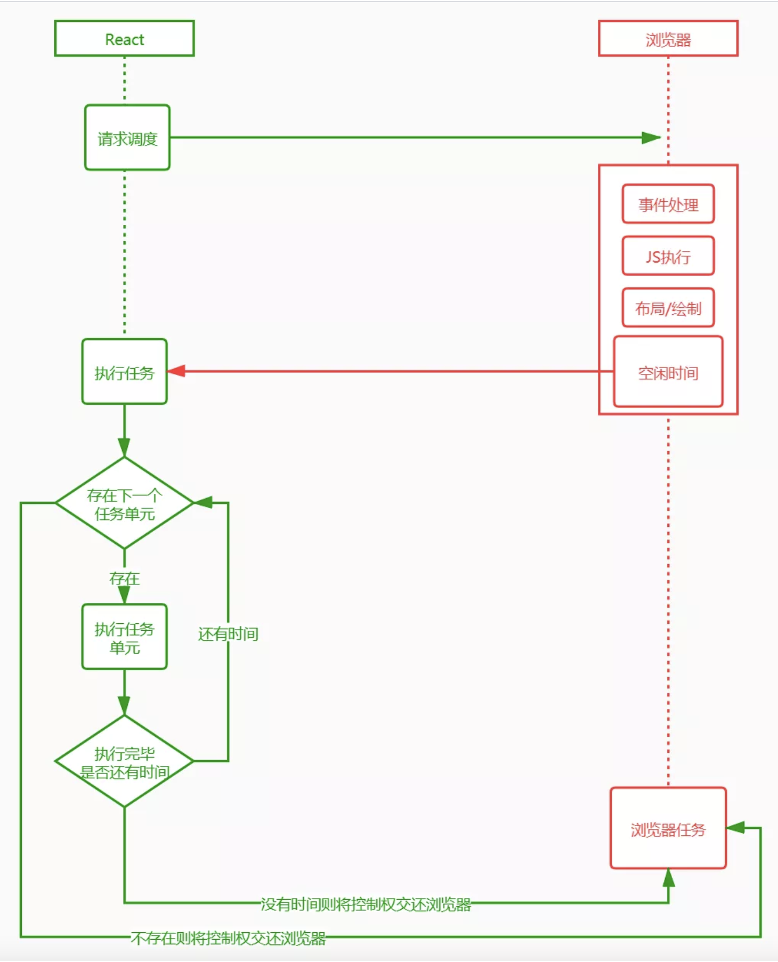 React
浏览器
请求调度
事件处理
JS执行
布局/绘制
执行任务
空闲时间
存在下一个
任务单元
存在
执行任务
单元
还有时间
执行完毕
是否还有时间
浏览器任务
没有时间则将控制权交还浏览器
不存在则将控制权交还浏览器